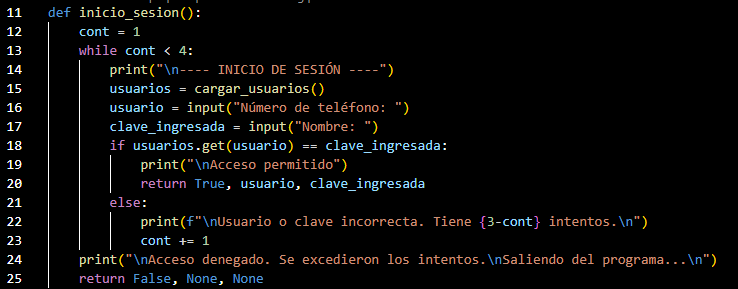 11 def inicio_sesion():
12     cont = 1
13     while cont < 4:
14         print("\n---- INICIO DE SESIÓN ----")
15         usuarios = cargar_usuarios()
16         usuario = input("Número de teléfono: ")
17         clave_ingresada = input("Nombre: ")
18         if usuarios.get(usuario) == clave_ingresada:
19             print("\nAcceso permitido")
20             return True, usuario, clave_ingresada
21         else:
22             print(f"\nUsuario o clave incorrecta. Tiene {3-cont} intentos.\n")
23             cont += 1
24     print("\nAcceso denegado. Se excedieron los intentos.\nSaliendo del programa...\n")
25     return False, None, None